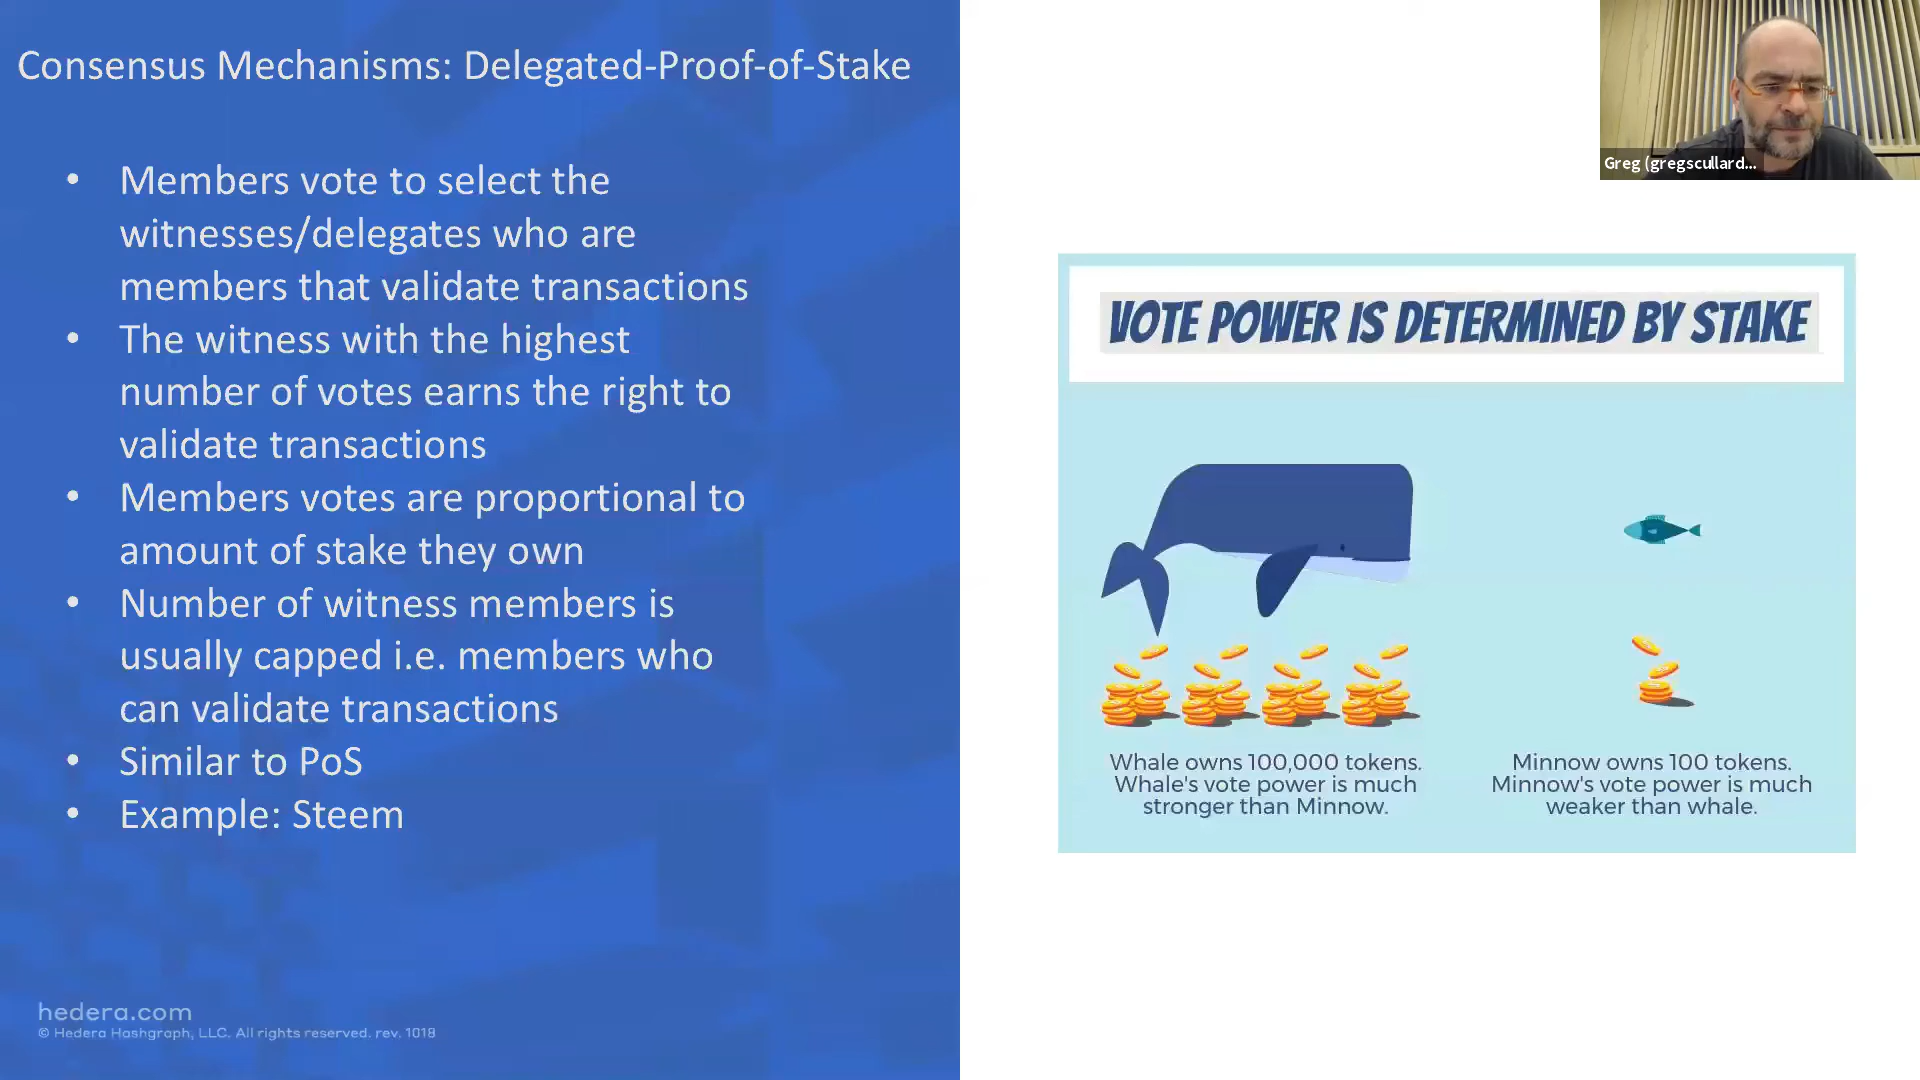 Consensus Mechanisms: Delegated-Proof-of-Stake
• Members vote to select the
witnesses/delegates who are
members that validate transactions
• The witness with the highest
number of votes earns the right to
validate transactions
• Members votes are proportional to
amount of stake they own
• Number of witness members is
usually capped i.e. members who
can validate transactions
• Similar to PoS
• Example: Steem
hedera.com
© Hedera Hashgraph, LLC. All rights reserved. rev. 1018
Greg (gregscullard...
VOTE POWER IS DETERMINED BY STAKE
Whale owns 100,000 tokens.
Whale's vote power is much
stronger than Minnow.
Minnow owns 100 tokens.
Minnow's vote power is much
weaker than whale.